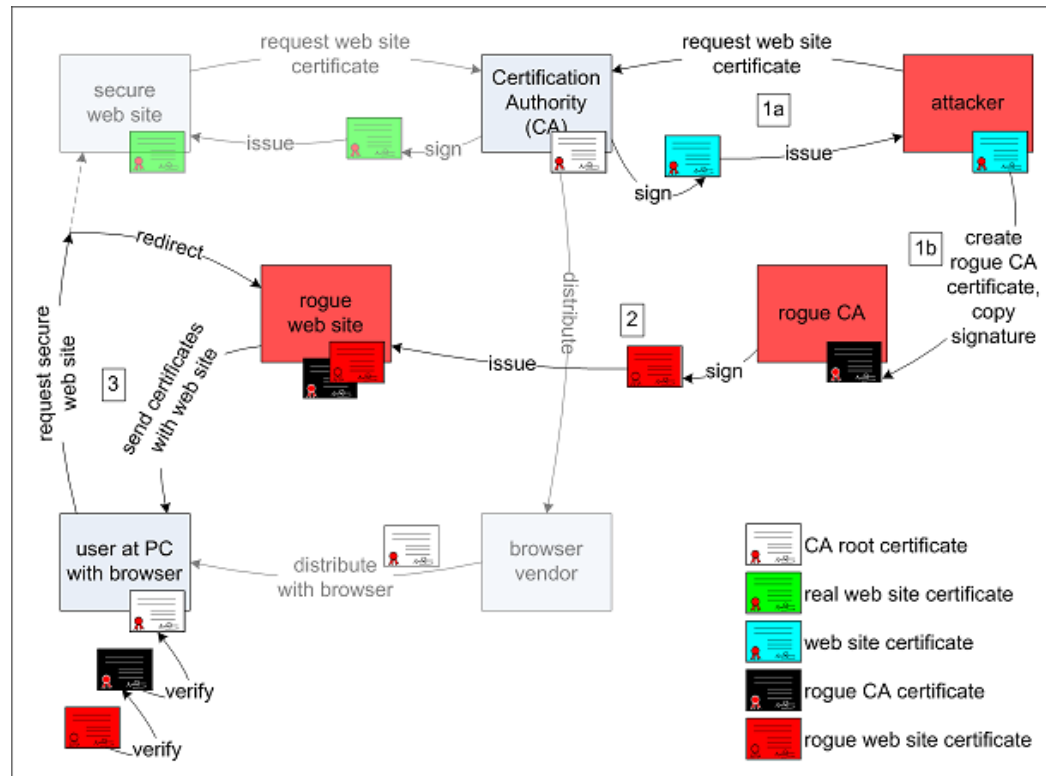 request web site
certificate
request web site
certificate
secure
web site
Certification
Authority
(CA)
attacker
1a
issue
sign
issue
sign
redirect
1b
create
rogue CA
certificate,
copy
signature
distribute
rogue
web site
rogue CA
2
issue
sign
request secure
web site
3
send certificates
with web site
user at PC
with browser
distribute
with browser
browser
vendor
CA root certificate
real web site certificate
web site certificate
rogue CA certificate
rogue web site certificate
verify
verify